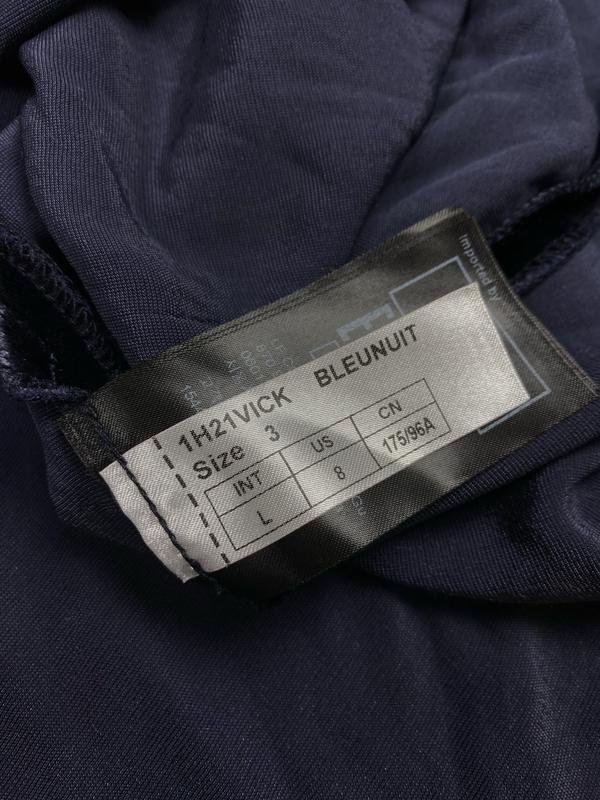 1H21VICK BLEUNUIT
Size 3
INT US CN
L 8 175/96A
Imported by